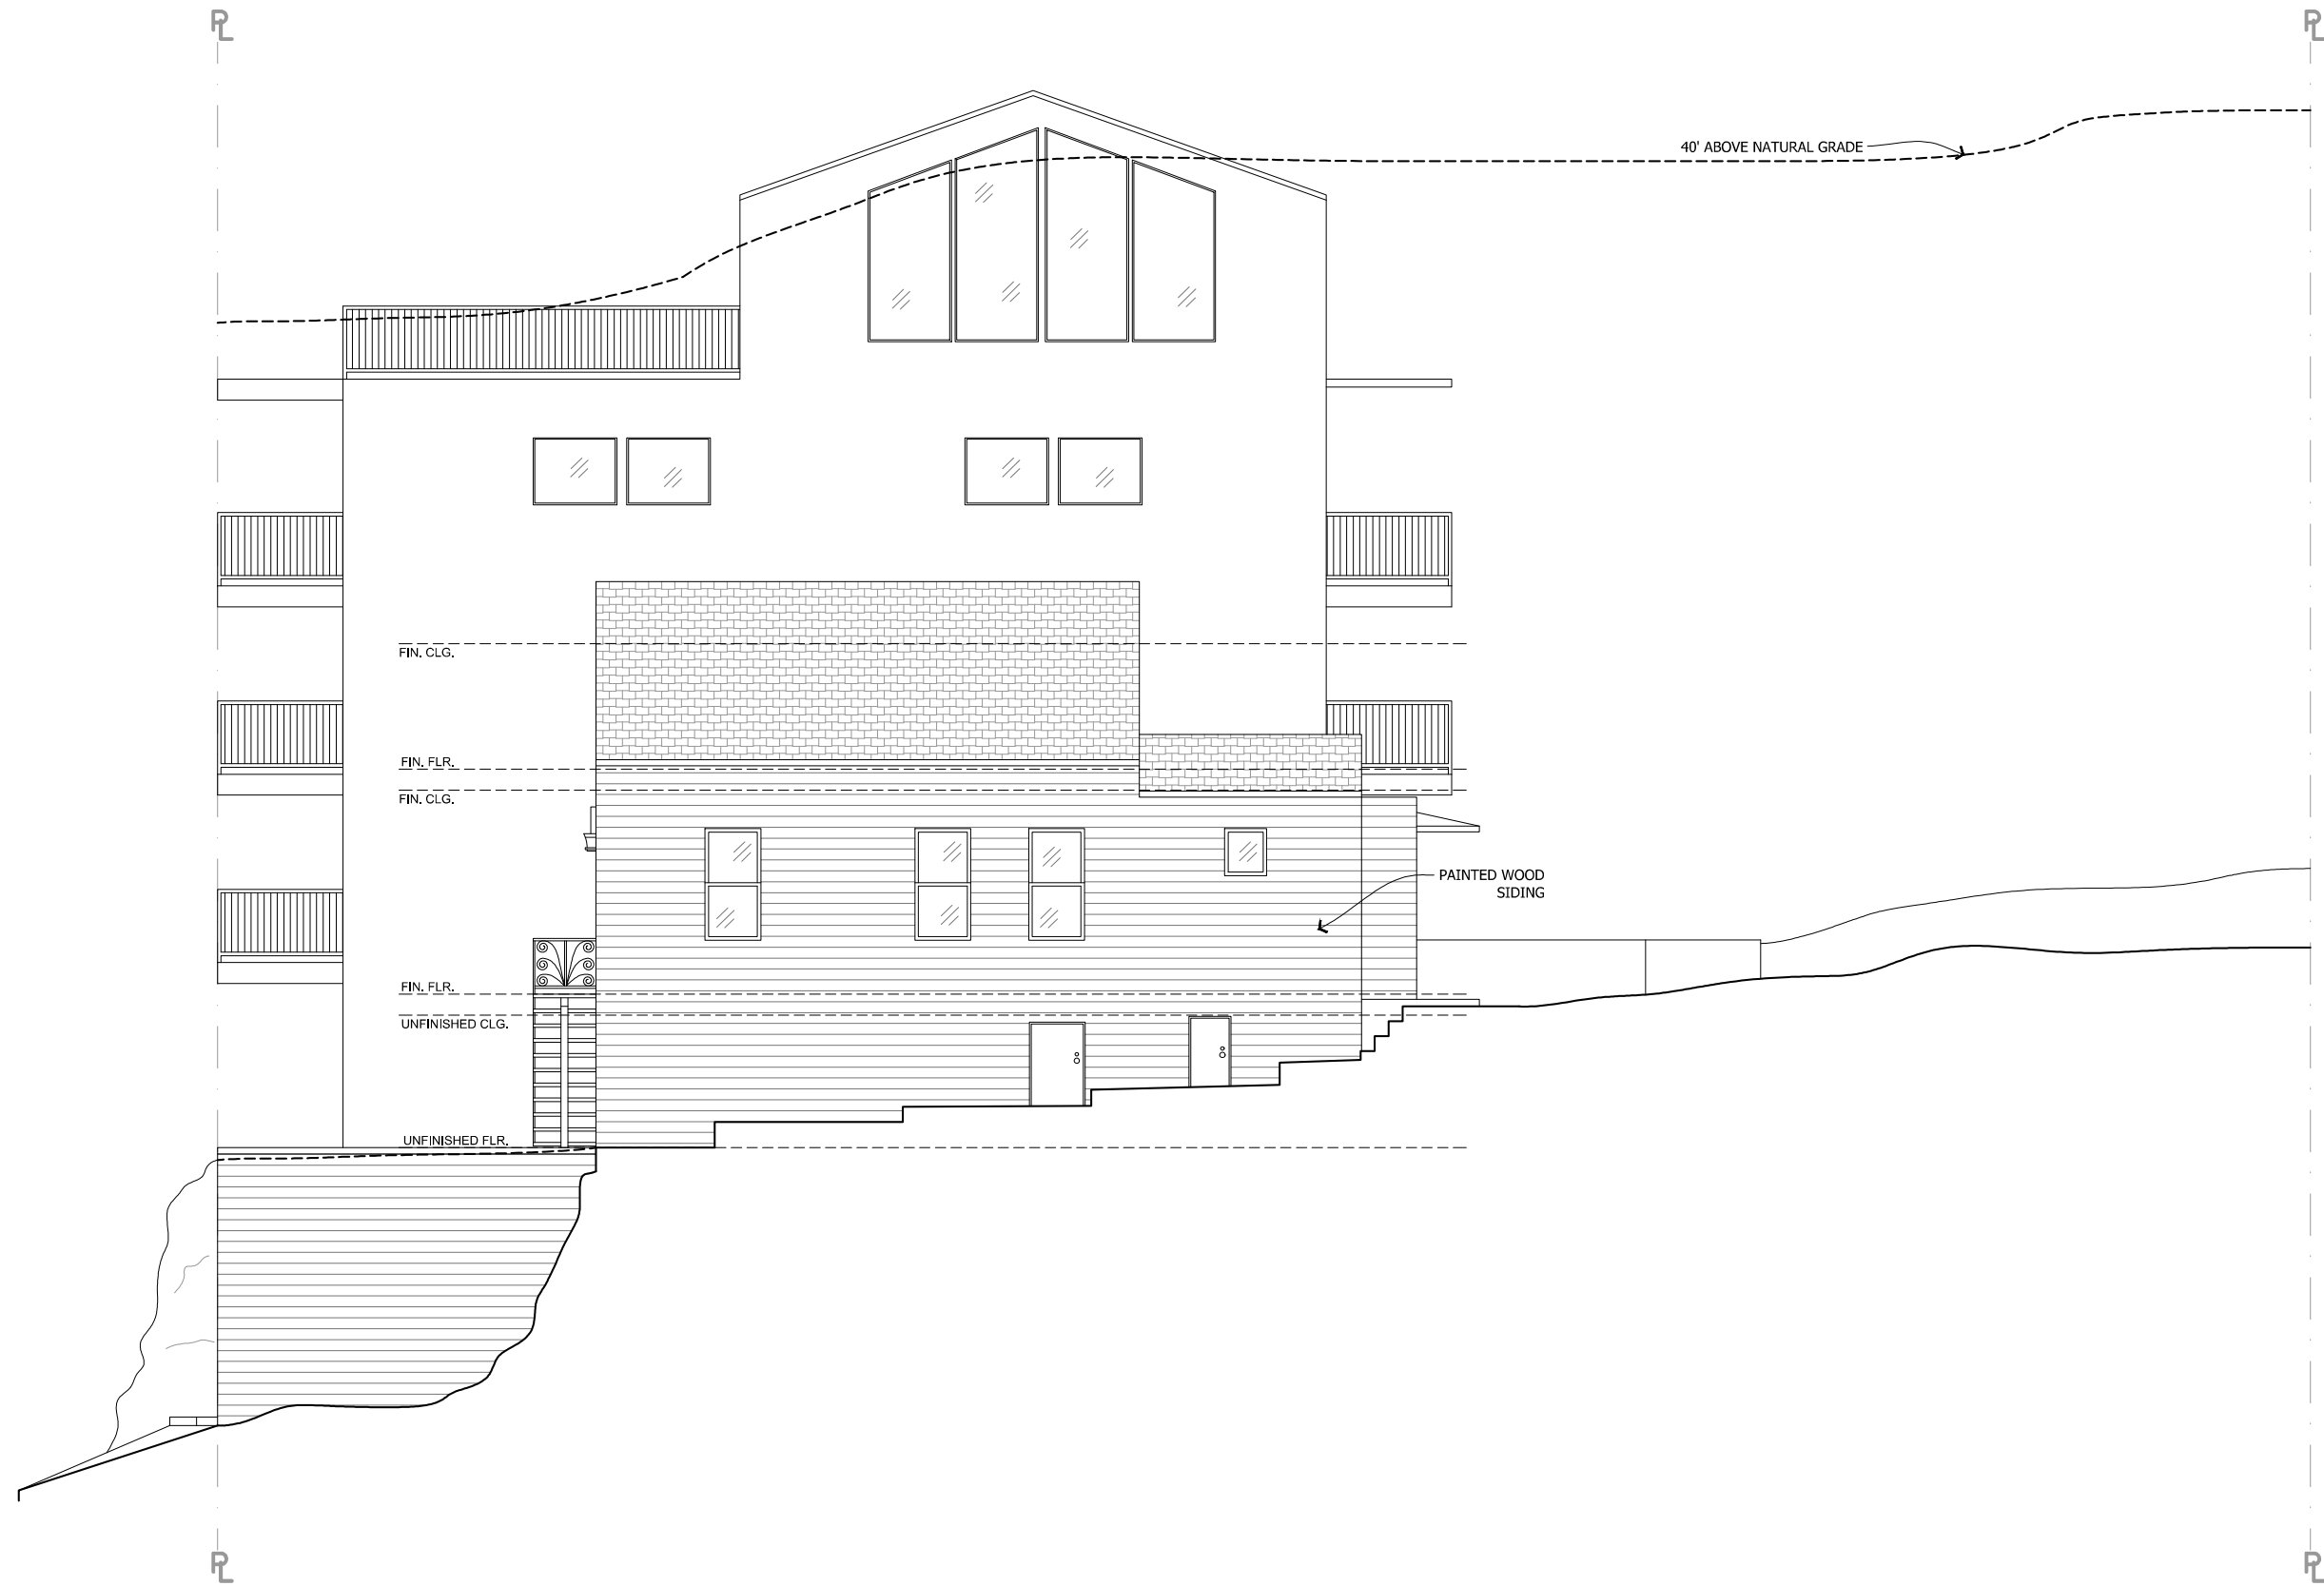 PL PL
40' ABOVE NATURAL GRADE
FIN. CLG.
FIN. FLR.
FIN. CLG.
PAINTED WOOD
SIDING
FIN. FLR.
UNFINISHED CLG.
UNFINISHED FLR.
PL PL